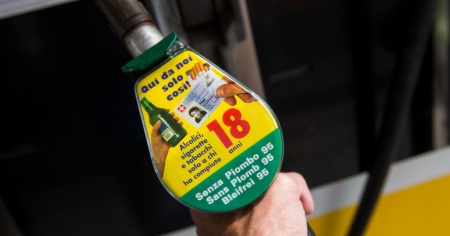 Qui da noi
solo
così!
18
Alcolici,
sigarette
e tabacchi
solo a chi
ha compiuto anni
Senza Piombo 95
Sans Plomb 95
Bleifrei 95